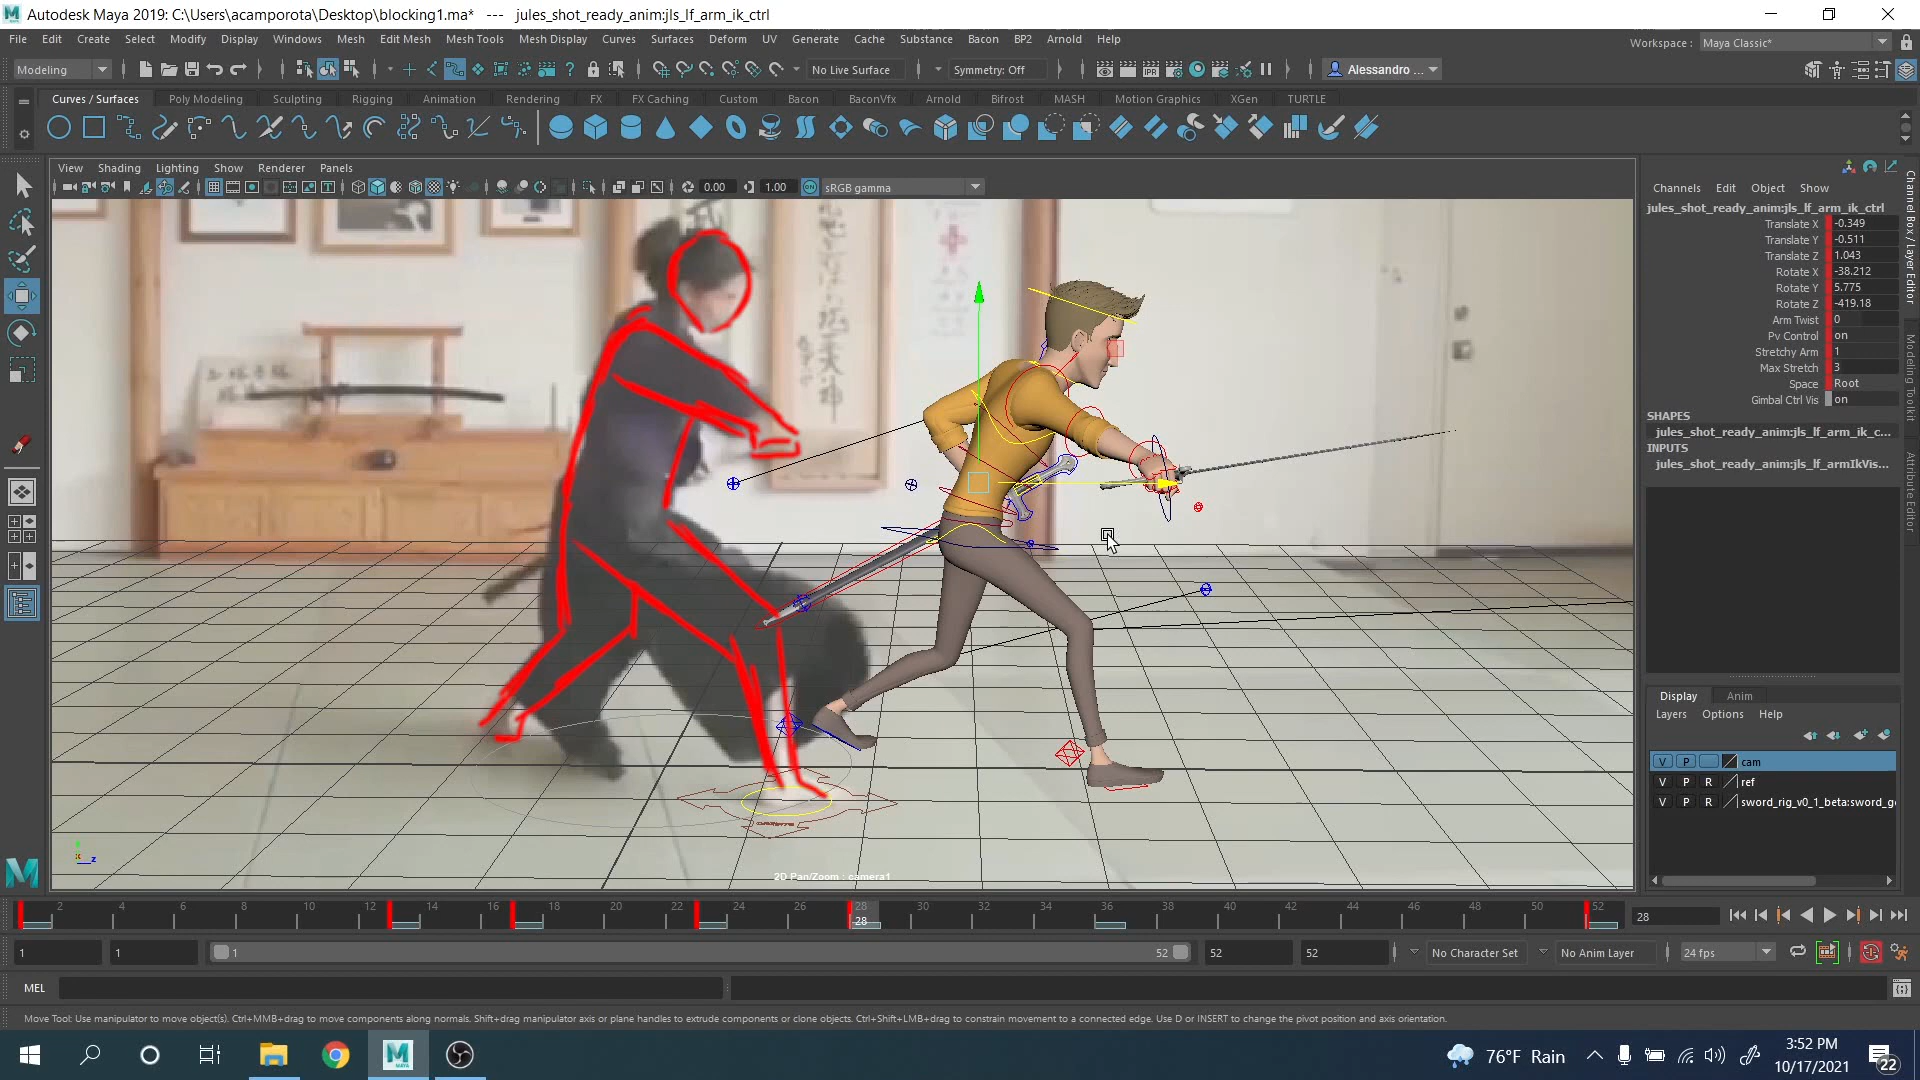 Autodesk Maya 2019: C:\Users\acamporota\Desktop\blocking1.ma* --- jules_shot_ready_anim:jls_lf_arm_ik_ctrl
File Edit Create Select Modify Display Windows Mesh Edit Mesh Mesh Tools Mesh Display Curves Surfaces Deform UV Generate Cache Substance Bacon BP2 Arnold Help
Workspace : Maya Classic*
Modeling
No Live Surface
Symmetry: Off
Alessandro ...
Curves / Surfaces Poly Modeling Sculpting Rigging Animation Rendering FX FX Caching Custom Bacon BaconVfx Arnold Bifrost MASH Motion Graphics XGen TURTLE
View Shading Lighting Show Renderer Panels
0.00 1.00 sRGB gamma
Channels Edit Object Show
jules_shot_ready_anim:jls_lf_arm_ik_ctrl
Translate X -0.349
Translate Y -0.511
Translate Z 1.043
Rotate X -38.212
Rotate Y 5.775
Rotate Z -419.18
Arm Twist 0
Pv Control on
Stretchy Arm 1
Max Stretch 3
Space Root
Gimbal Ctrl Vis on
SHAPES
jules_shot_ready_anim:jls_lf_arm_ik_c...
INPUTS
jules_shot_ready_anim:jls_lf_armIkVis...
Channel Box / Layer Editor
Modeling Toolkit
Attribute Editor
Display Anim
Layers Options Help
V P cam
V P R ref
V P R sword_rig_v0_1_beta:sword_g
2D Pan/Zoom : camera1
2 4 6 8 10 12 14 16 18 20 22 24 26 28 30 32 34 36 38 40 42 44 46 48 50 52
28
28
1 1 1 52 52 52 No Character Set No Anim Layer 24 fps
MEL
Move Tool: Use manipulator to move object(s). Ctrl+MMB+drag to move components along normals. Shift+drag manipulator axis or plane handles to extrude components or clone objects. Ctrl+Shift+LMB+drag to constrain movement to a connected edge. Use D or INSERT to change the pivot position and axis orientation.
76°F Rain
3:52 PM
10/17/2021
22